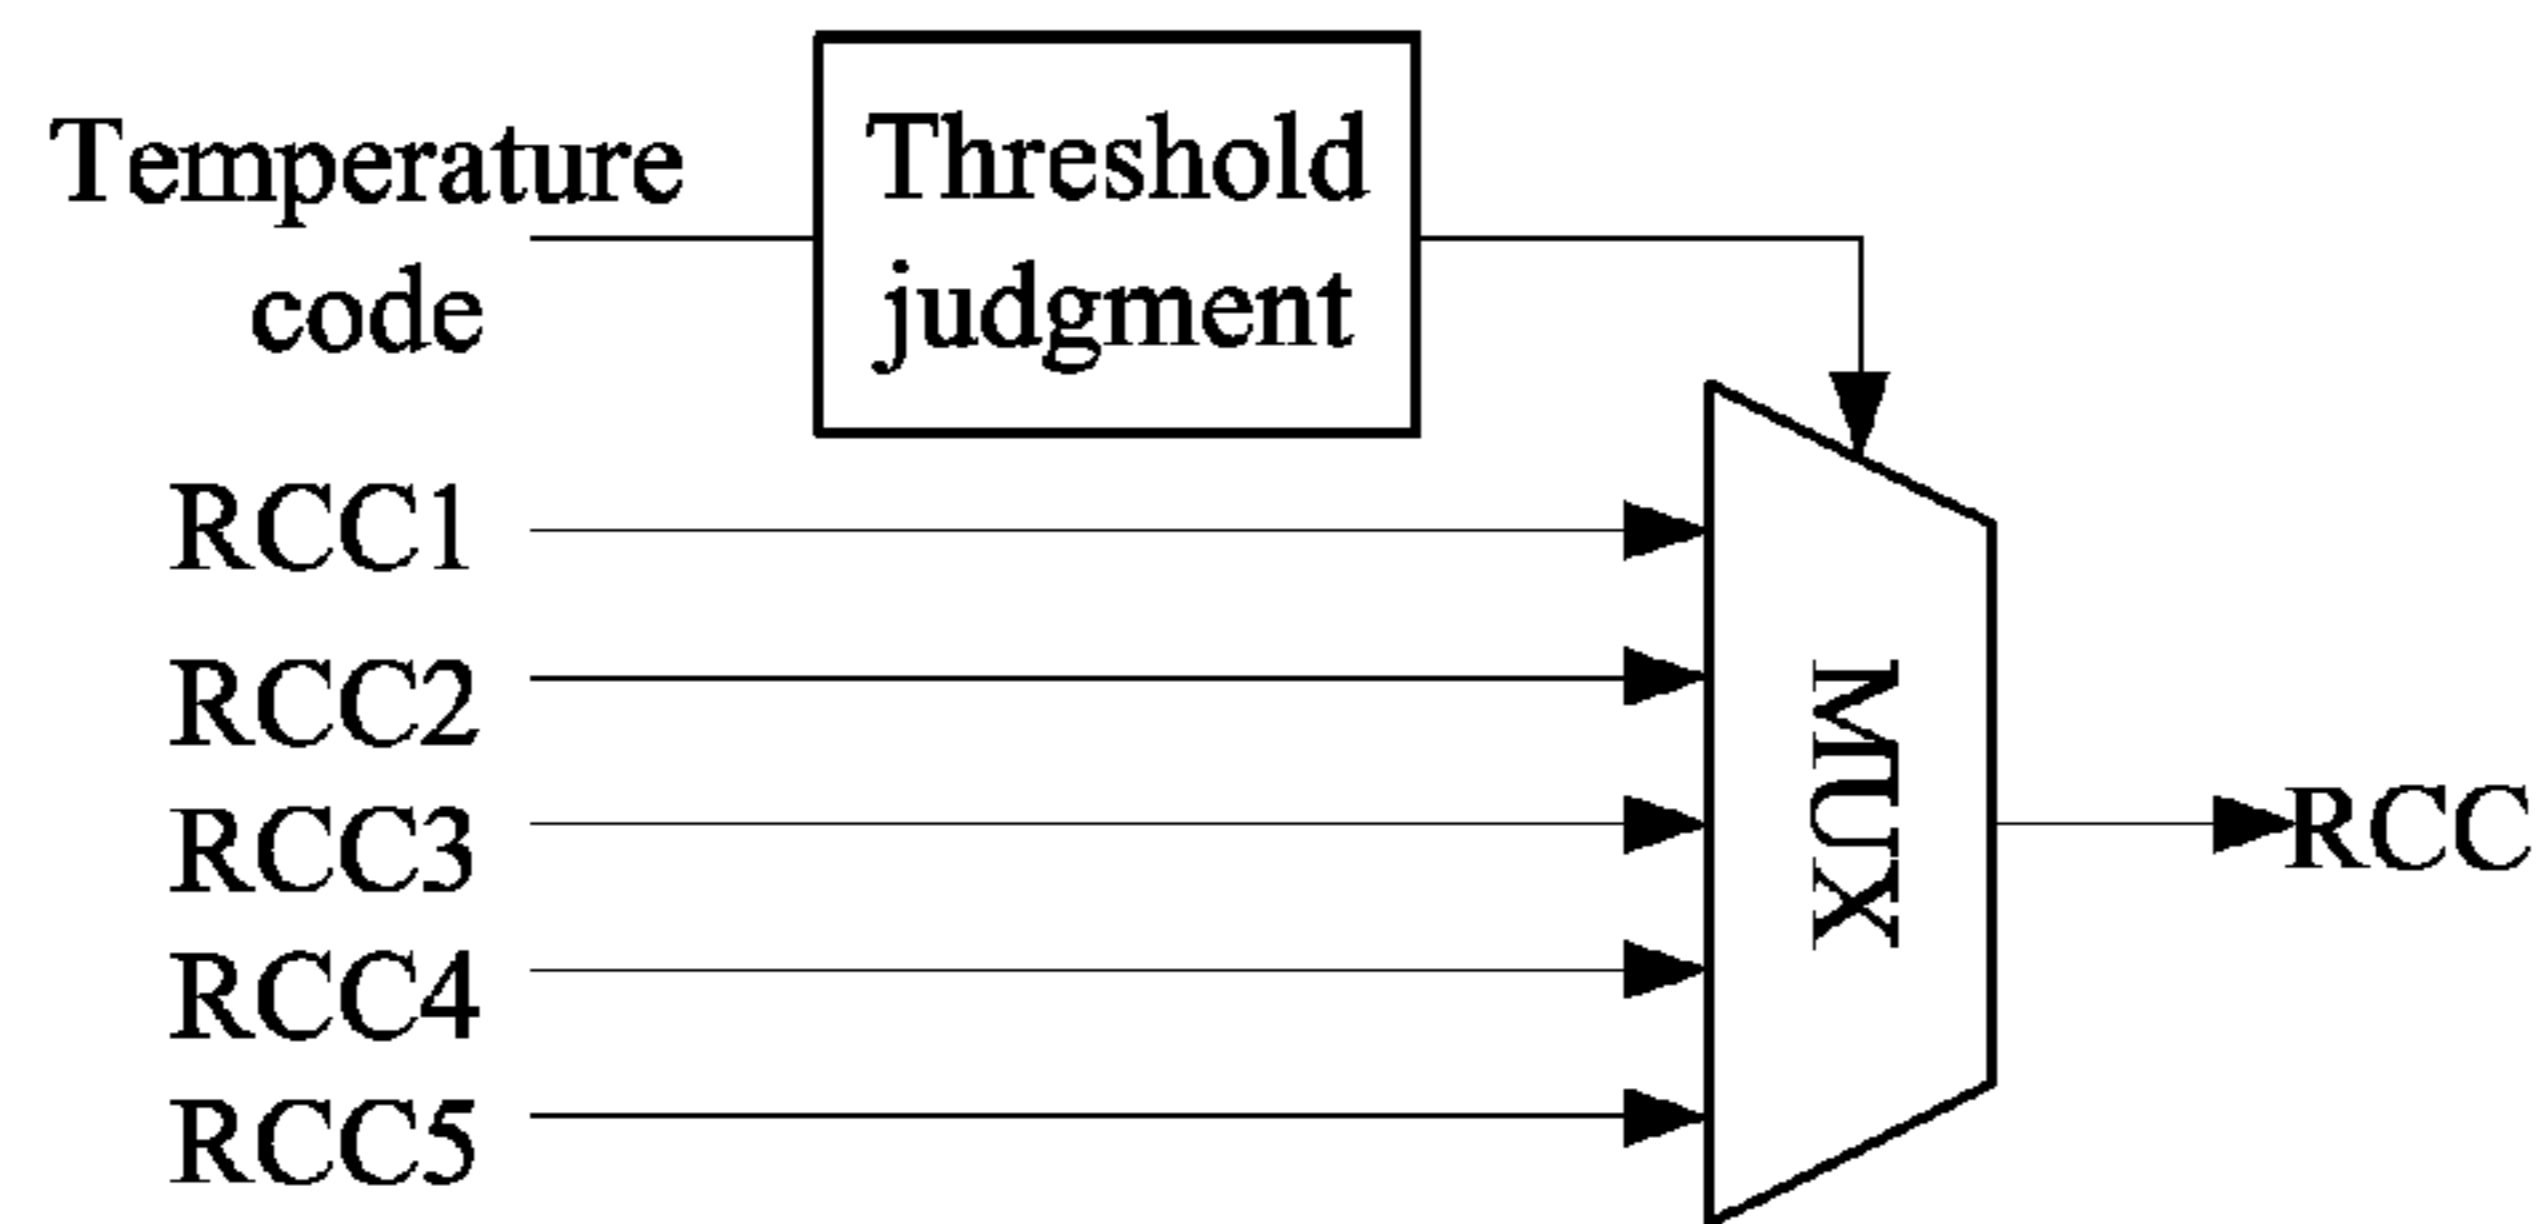 Temperature
code
Threshold
judgment
RCC1
RCC2
RCC3
RCC4
RCC5
MUX
RCC